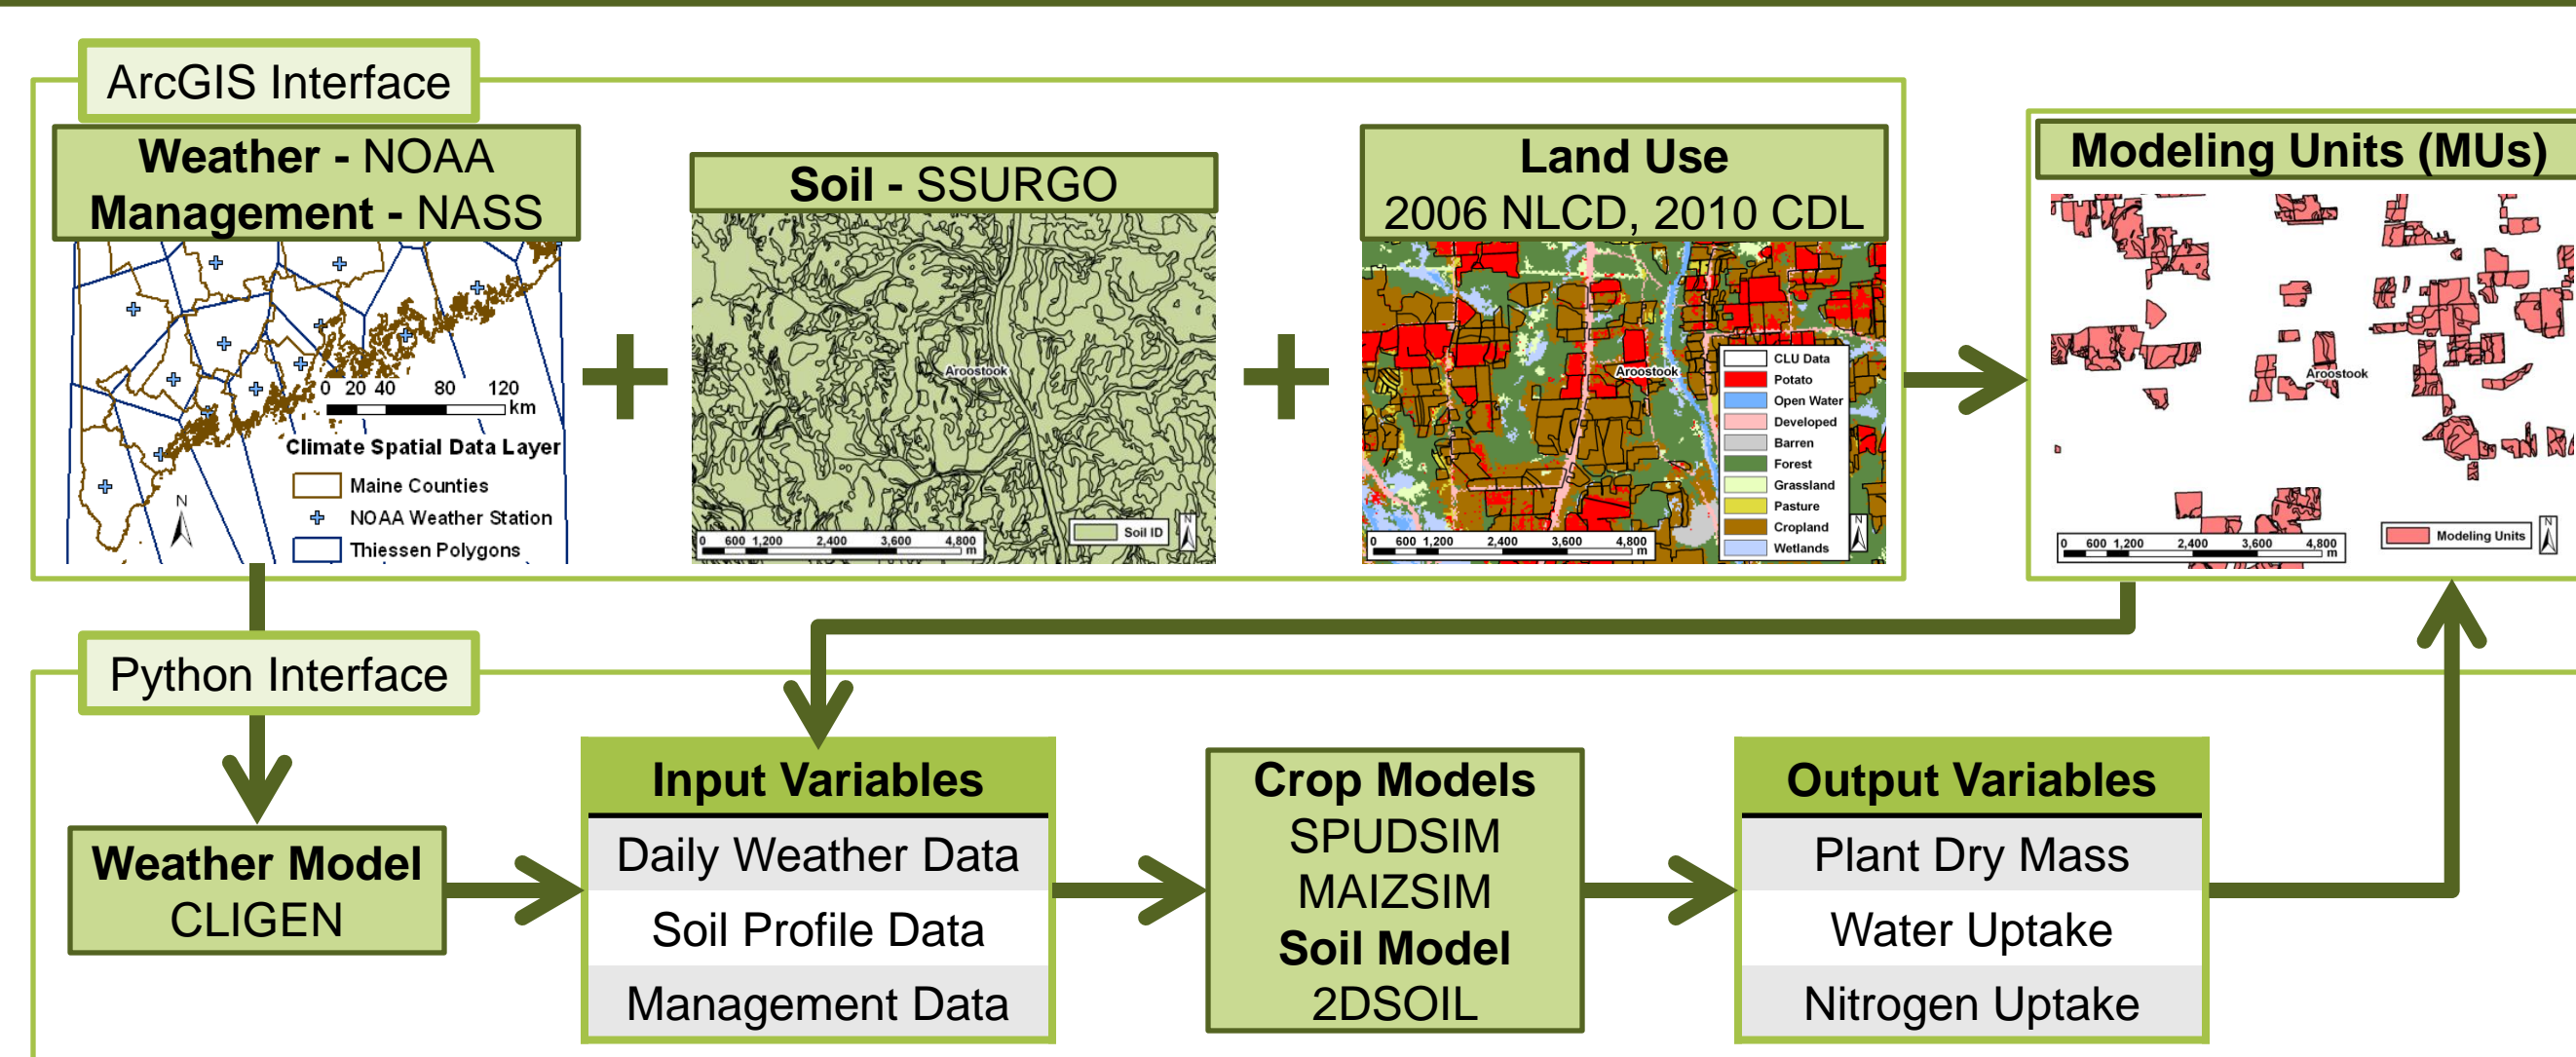 ArcGIS Interface
Weather - NOAA
Management - NASS
0 20 40 80 120
km
Climate Spatial Data Layer
Maine Counties
NOAA Weather Station
Thiessen Polygons
N
Soil - SSURGO
Aroostook
0 600 1,200 2,400 3,600 4,800
m
Soil ID
N
Land Use
2006 NLCD, 2010 CDL
Aroostook
CLU Data
Potato
Open Water
Developed
Barren
Forest
Grassland
Pasture
Cropland
Wetlands
0 600 1,200 2,400 3,600 4,800
m
N
Modeling Units (MUs)
Aroostook
0 600 1,200 2,400 3,600 4,800
m
Modeling Units
N
Python Interface
Weather Model
CLIGEN
Input Variables
Daily Weather Data
Soil Profile Data
Management Data
Crop Models
SPUDSIM
MAIZSIM
Soil Model
2DSOIL
Output Variables
Plant Dry Mass
Water Uptake
Nitrogen Uptake